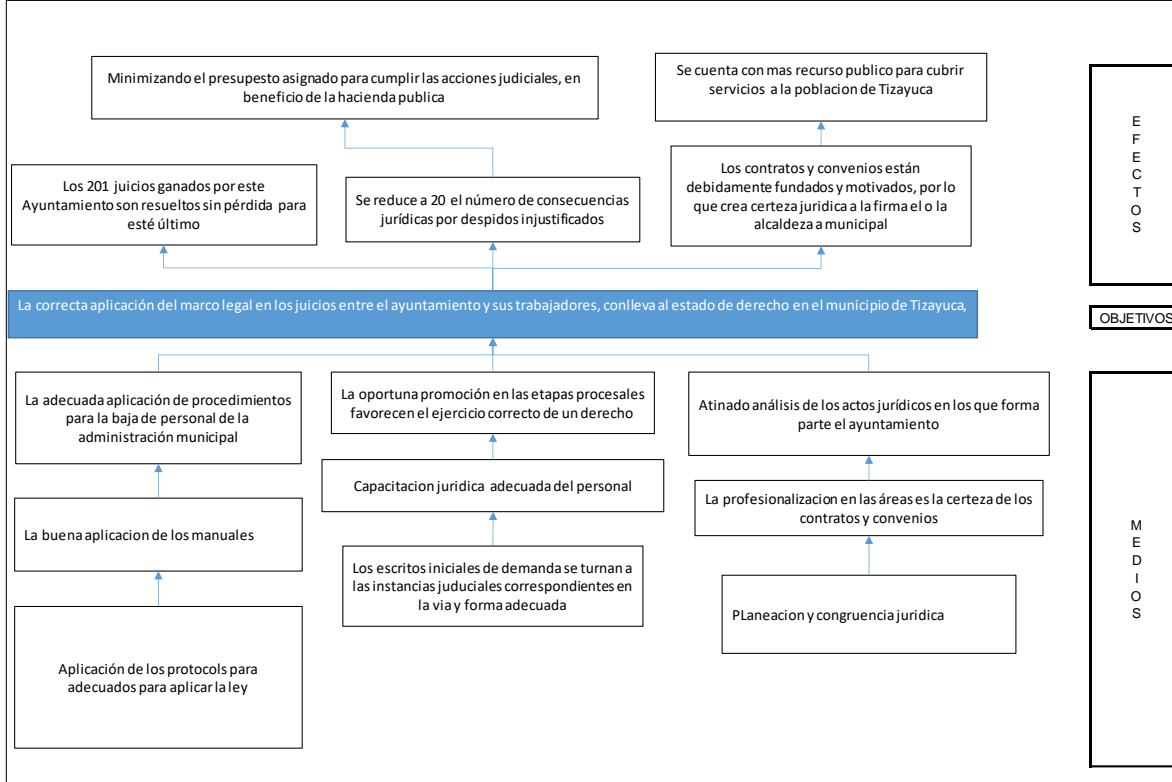 Minimizando el presupesto asignado para cumplir las acciones judiciales, en
beneficio de la hacienda publica
Se cuenta con mas recurso publico para cubrir
servicios a la poblacion de Tizayuca
Los 201 juicios ganados por este
Ayuntamiento son resueltos sin pérdida para
esté último
Se reduce a 20 el número de consecuencias
jurídicas por despidos injustificados
Los contratos y convenios están
debidamente fundados y motivados, por lo
que crea certeza juridica a la firma el o la
alcaldeza a municipal
E
F
E
C
T
O
S
La correcta aplicación del marco legal en los juicios entre el ayuntamiento y sus trabajadores, conlleva al estado de derecho en el municipio de Tizayuca,
OBJETIVOS
La adecuada aplicación de procedimientos
para la baja de personal de la
administración municipal
La oportuna promoción en las etapas procesales
favorecen el ejercicio correcto de un derecho
Atinado análisis de los actos jurídicos en los que forma
parte el ayuntamiento
La buena aplicacion de los manuales
Capacitacion juridica adecuada del personal
La profesionalizacion en las áreas es la certeza de los
contratos y convenios
Aplicación de los protocols para
adecuados para aplicar la ley
Los escritos iniciales de demanda se turnan a
las instancias juduciales correspondientes en
la via y forma adecuada
PLaneacion y congruencia juridica
M
E
D
I
O
S